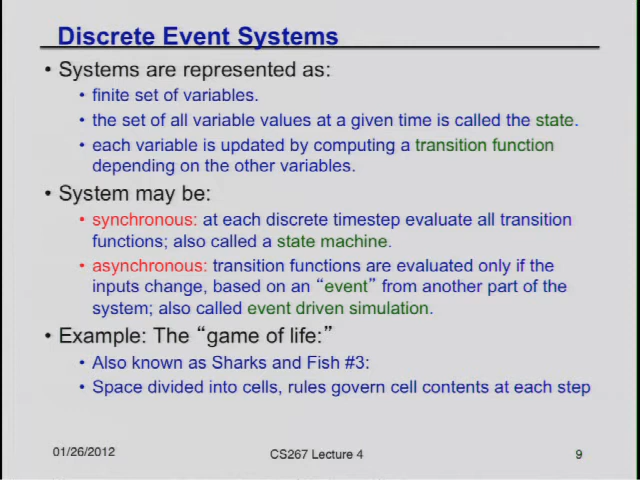 Discrete Event Systems
• Systems are represented as:
• finite set of variables.
• the set of all variable values at a given time is called the state.
• each variable is updated by computing a transition function
depending on the other variables.
• System may be:
• synchronous: at each discrete timestep evaluate all transition
functions; also called a state machine.
• asynchronous: transition functions are evaluated only if the
inputs change, based on an “event” from another part of the
system; also called event driven simulation.
• Example: The “game of life:”
• Also known as Sharks and Fish #3:
• Space divided into cells, rules govern cell contents at each step
01/26/2012
CS267 Lecture 4
9